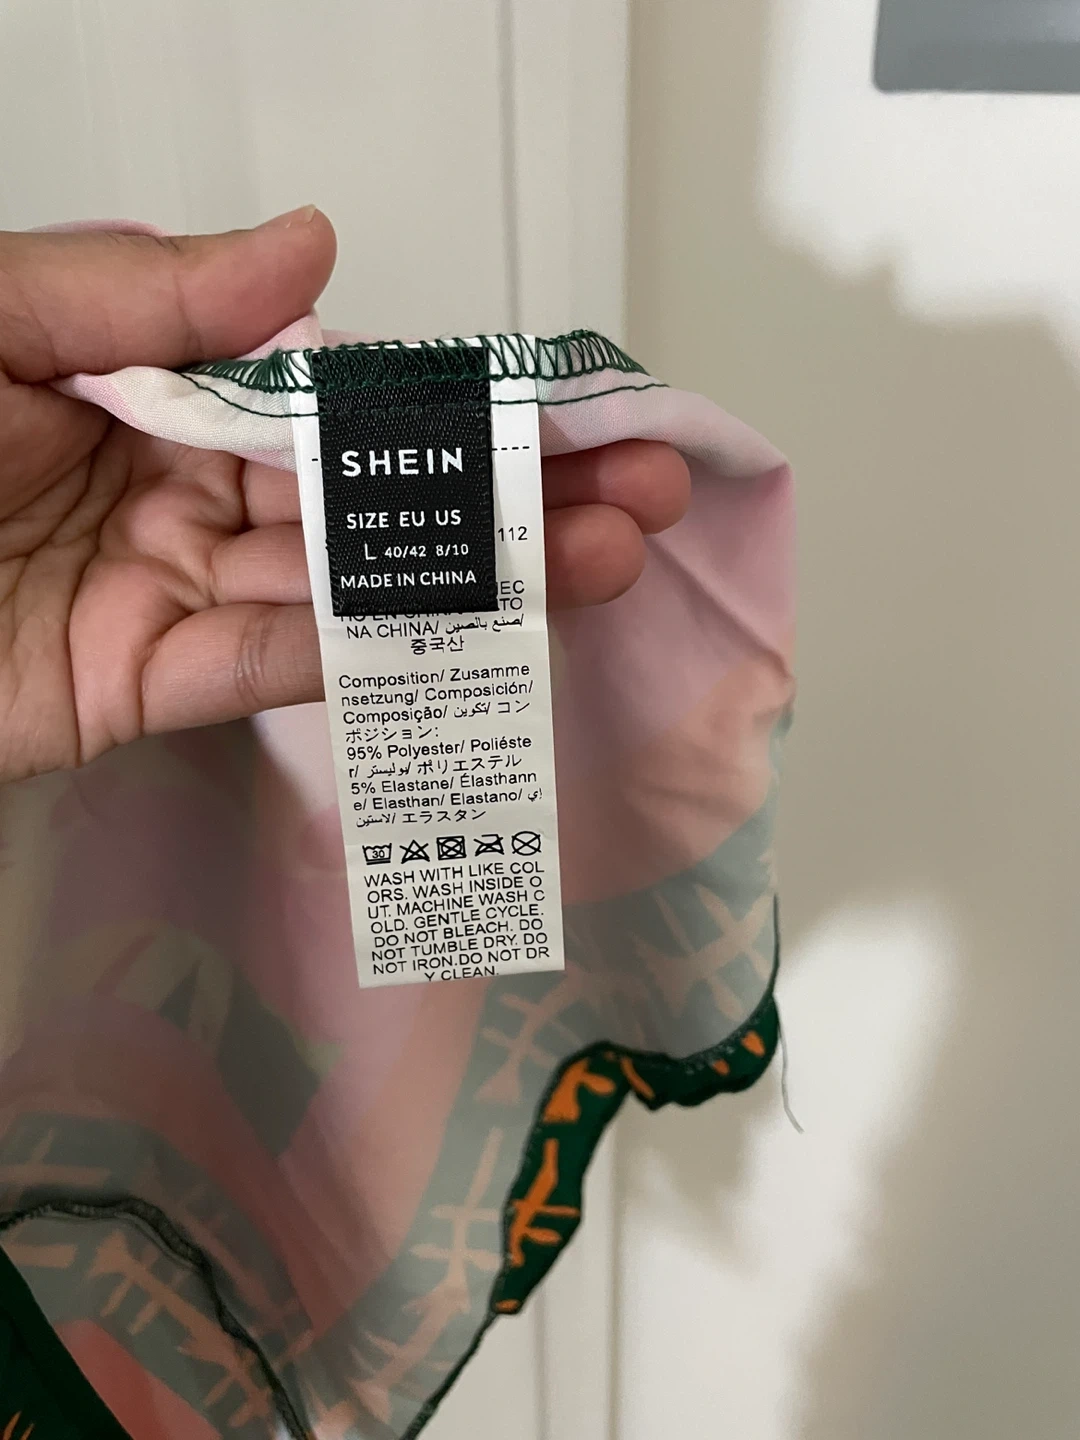 SHEIN
SIZE EU US
L 40/42 8/10
MADE IN CHINA
112
NA CHINA/ صنع بالصين/
중국산
Composition/ Zusamme
nsetzung/ Composición/
Composição/ تكوين/ コン
ポジション:
95% Polyester/ Poliéste
r/ بوليستر/ ポリエステル
5% Elastane/ Élasthann
e/ Elasthan/ Elastano/ إي
لاستين/ エラスタン
30
WASH WITH LIKE COL
ORS. WASH INSIDE O
UT. MACHINE WASH C
OLD. GENTLE CYCLE.
DO NOT BLEACH. DO
NOT TUMBLE DRY. DO
NOT IRON.DO NOT DR
Y CLEAN.